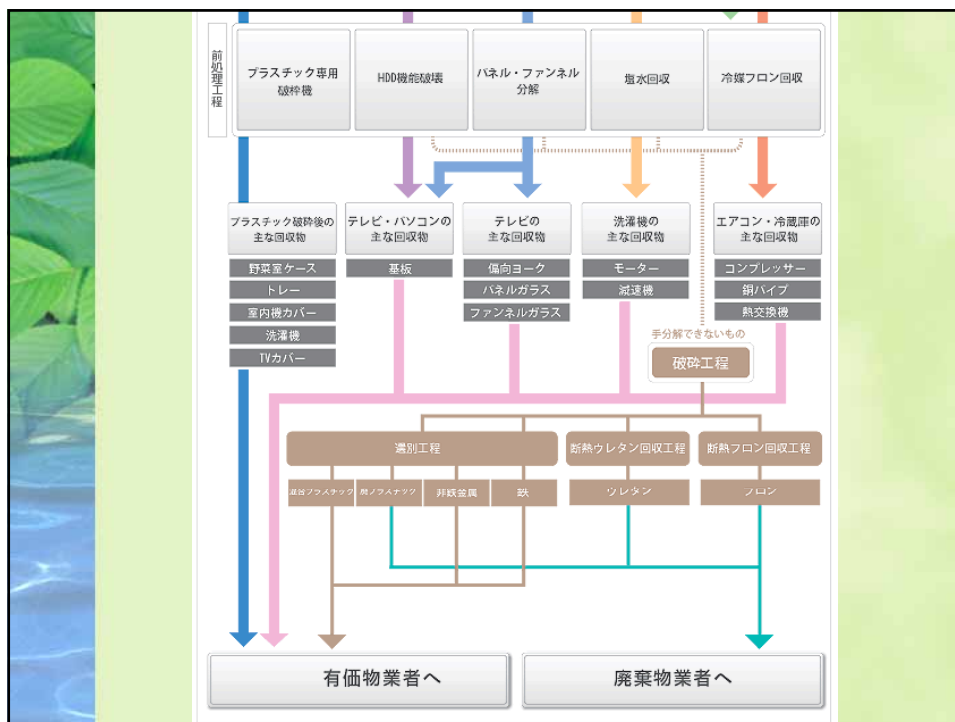 前処理工程
プラスチック専用
破枠機
HDD機能破壊
パネル・ファンネル
分解
塩水回収
冷媒フロン回収
プラスチック破砕後の
主な回収物
テレビ・パソコンの
主な回収物
テレビの
主な回収物
洗濯機の
主な回収物
エアコン・冷蔵庫の
主な回収物
野菜室ケース
トレー
室内機カバー
洗濯機
TVカバー
基板
偏向ヨーク
パネルガラス
ファンネルガラス
モーター
減速機
コンプレッサー
銅パイプ
熱交換機
手分解できないもの
破砕工程
選別工程
断熱ウレタン回収工程
断熱フロン回収工程
混合プラスチック
廃プラスチック
非鉄金属
鉄
ウレタン
フロン
有価物業者へ
廃棄物業者へ